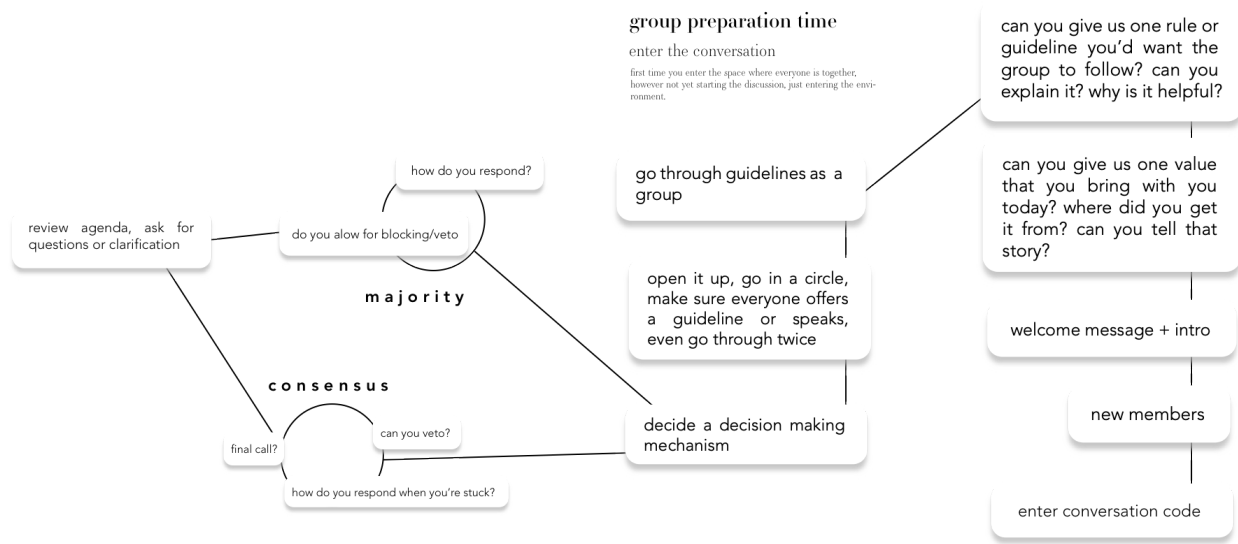 group preparation time
enter the conversation
first time you enter the space where everyone is together,
however not yet starting the discussion, just entering the envi-
ronment.
can you give us one rule or
guideline you'd want the
group to follow? can you
explain it? why is it helpful?
can you give us one value
that you bring with you
today? where did you get
it from? can you tell that
story?
welcome message + intro
new members
enter conversation code
go through guidelines as a
group
open it up, go in a circle,
make sure everyone offers
a guideline or speaks,
even go through twice
decide a decision making
mechanism
how do you respond?
do you alow for blocking/veto
majority
review agenda, ask for
questions or clarification
consensus
can you veto?
final call?
how do you respond when you're stuck?